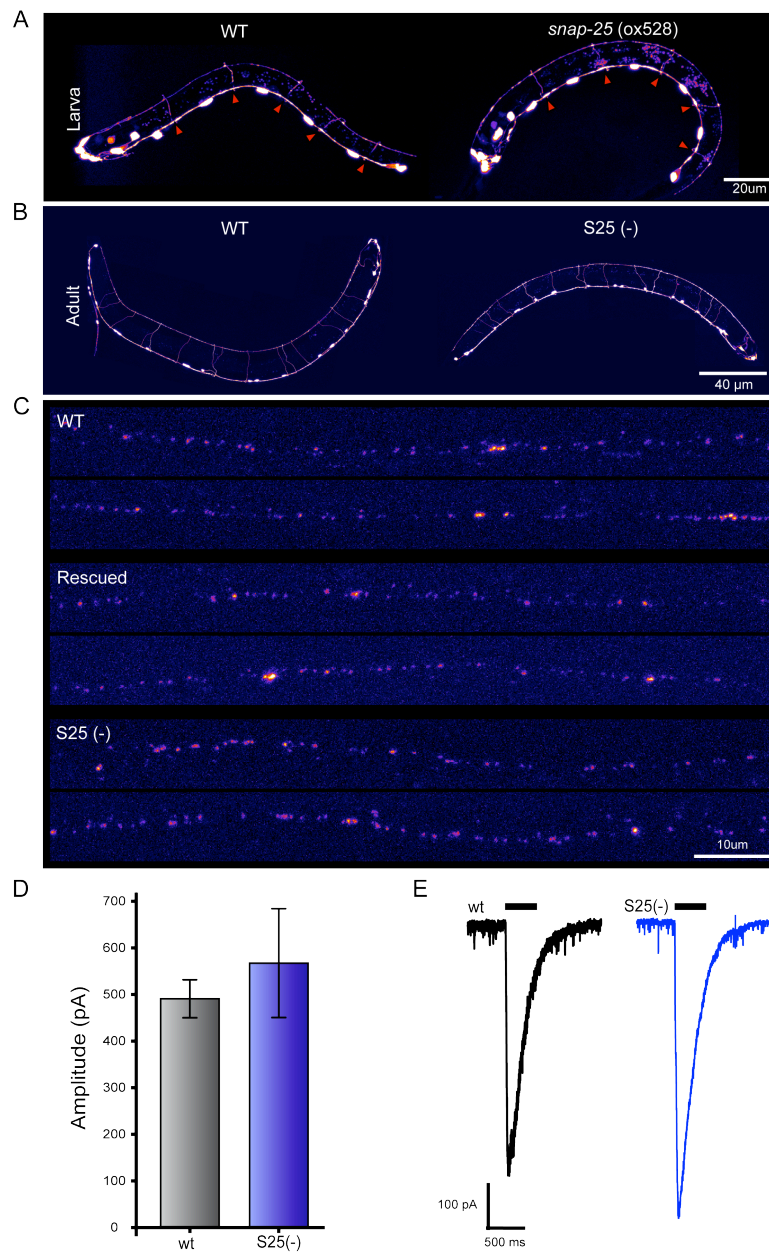 A
WT
snap-25 (ox528)
Larva
20um
B
WT
S25 (-)
Adult
40 µm
C
WT
Rescued
S25 (-)
10um
D
E
700
600
500
400
300
200
100
0
Amplitude (pA)
wt
S25(-)
wt
S25(-)
100 pA
500 ms